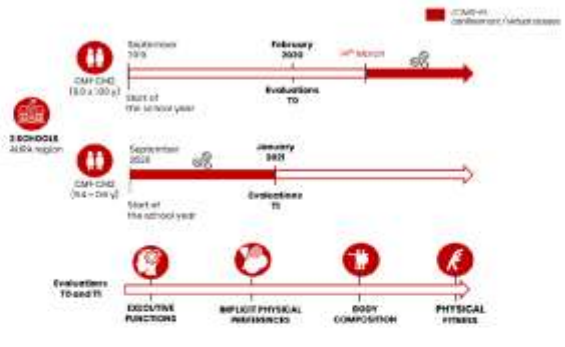 COVID-19
confinement / virtual classes
September
2019
February
2020
14th March
CM1-CM2
Start of
the school year
Evaluations
T0
3 SCHOOLS
AURA region
September
2020
January
2021
CM1-CM2
Start of
the school year
Evaluations
T1
Evaluations
T0 and T1
EXECUTIVE
FUNCTIONS
IMPLICIT PHYSICAL
PREFERENCES
BODY
COMPOSITION
PHYSICAL
FITNESS